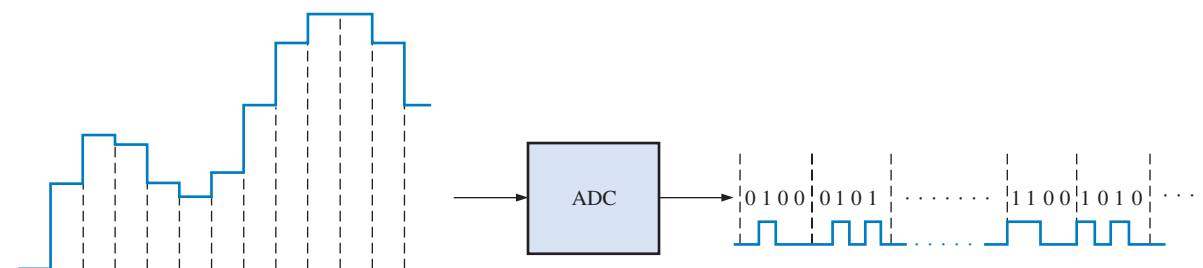 ADC
0 1 0 0 0 1 0 1 . . . . . . . 1 1 0 0 1 0 1 0 . . .